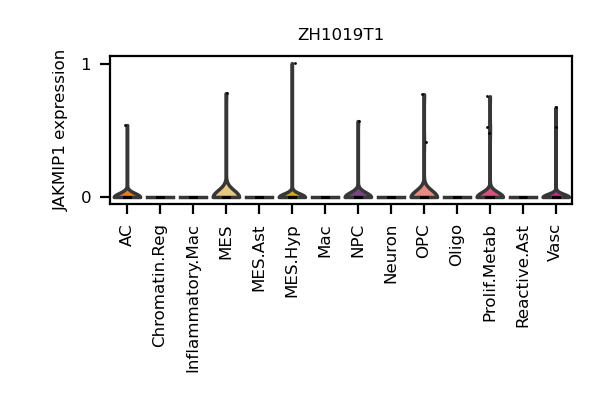 ZH1019T1
JAKMIP1 expression
1
0
AC
Chromatin.Reg
Inflammatory.Mac
MES
MES.Ast
MES.Hyp
Mac
NPC
Neuron
OPC
Oligo
Prolif.Metab
Reactive.Ast
Vasc